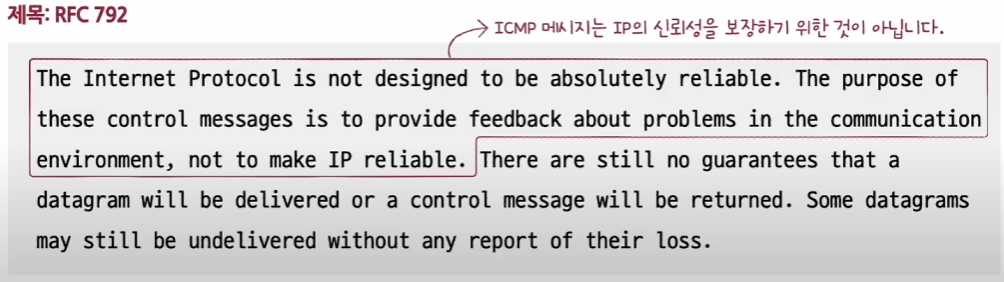 제목: RFC 792
ICMP 메시지는 IP의 신뢰성을 보장하기 위한 것이 아닙니다.
The Internet Protocol is not designed to be absolutely reliable. The purpose of
these control messages is to provide feedback about problems in the communication
environment, not to make IP reliable. There are still no guarantees that a
datagram will be delivered or a control message will be returned. Some datagrams
may still be undelivered without any report of their loss.